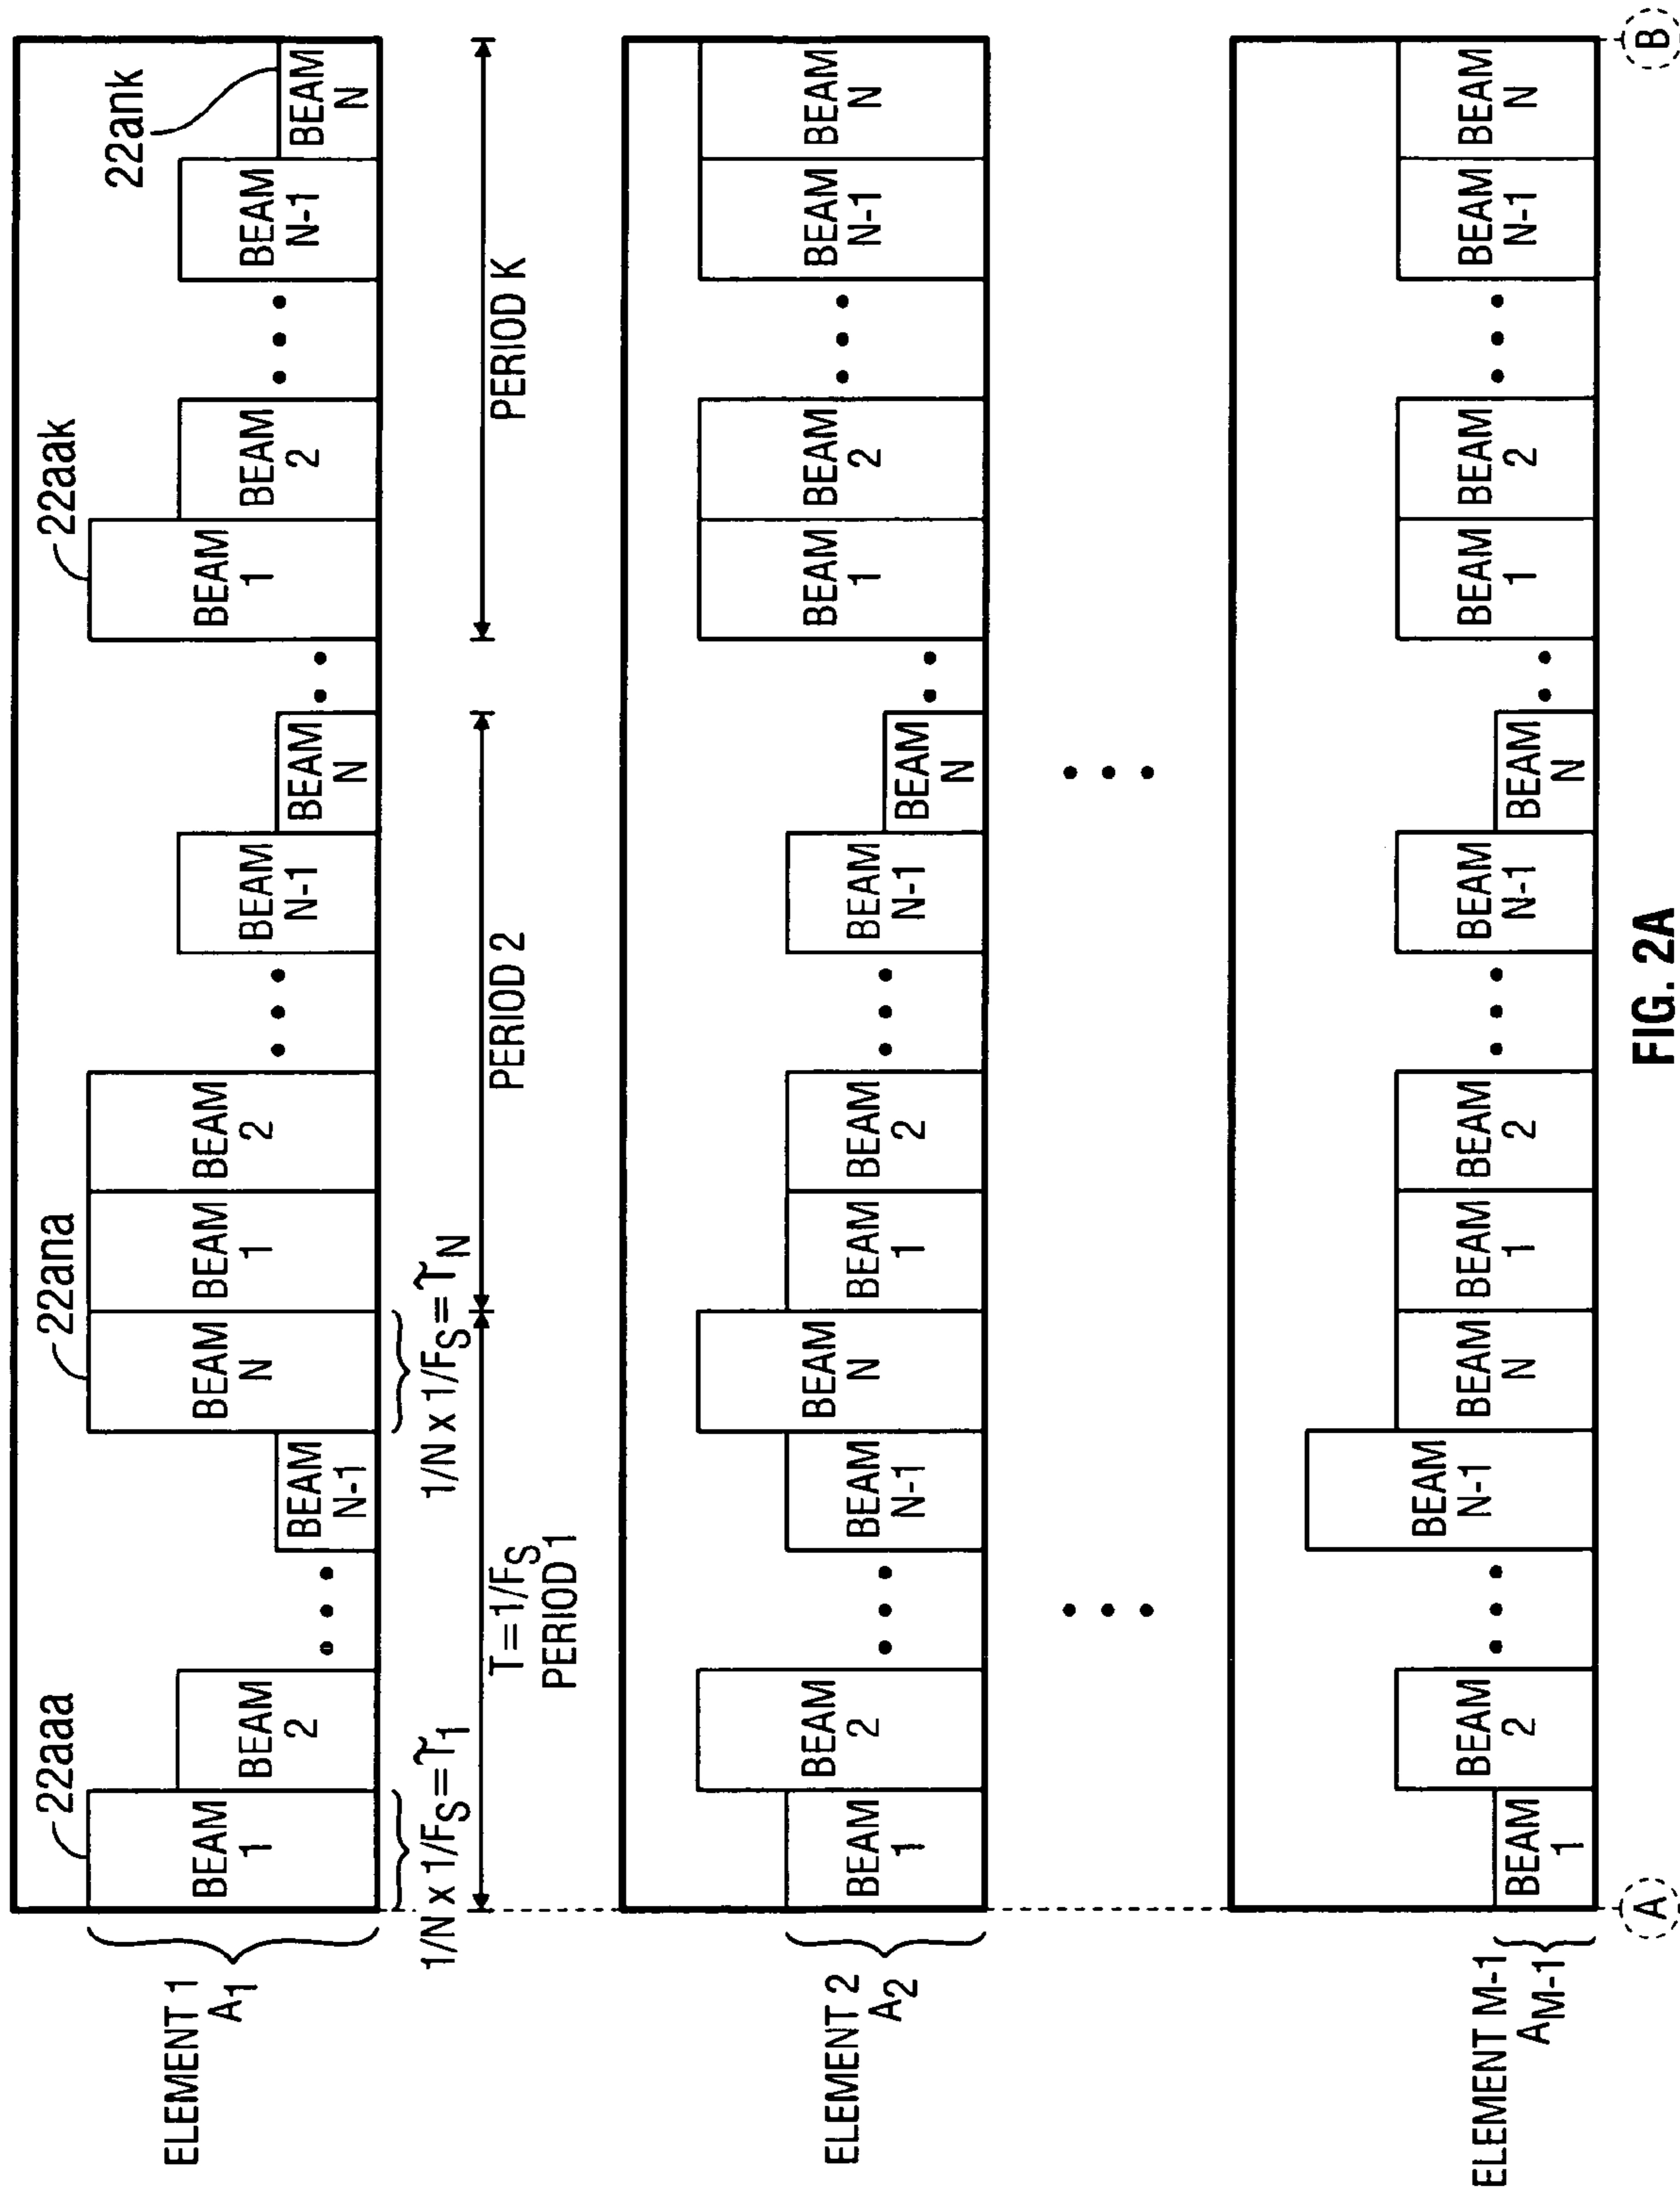 22aaa
22ana
22aak
22ank
ELEMENT 1
A1
BEAM
1
BEAM
2
BEAM
N-1
BEAM
N
BEAM
1
BEAM
2
BEAM
N-1
BEAM
N
BEAM
1
BEAM
2
BEAM
N-1
BEAM
N
1/N x 1/FS = τ̃1
1/N x 1/FS = τ̃N
T = 1/FS
PERIOD 1
PERIOD 2
PERIOD K
ELEMENT 2
A2
BEAM
1
BEAM
2
BEAM
N-1
BEAM
N
BEAM
1
BEAM
2
BEAM
N-1
BEAM
N
BEAM
1
BEAM
2
BEAM
N-1
BEAM
N
ELEMENT M-1
AM-1
BEAM
1
BEAM
2
BEAM
N-1
BEAM
N
BEAM
1
BEAM
2
BEAM
N-1
BEAM
N
BEAM
1
BEAM
2
BEAM
N-1
BEAM
N
A
B
FIG. 2A